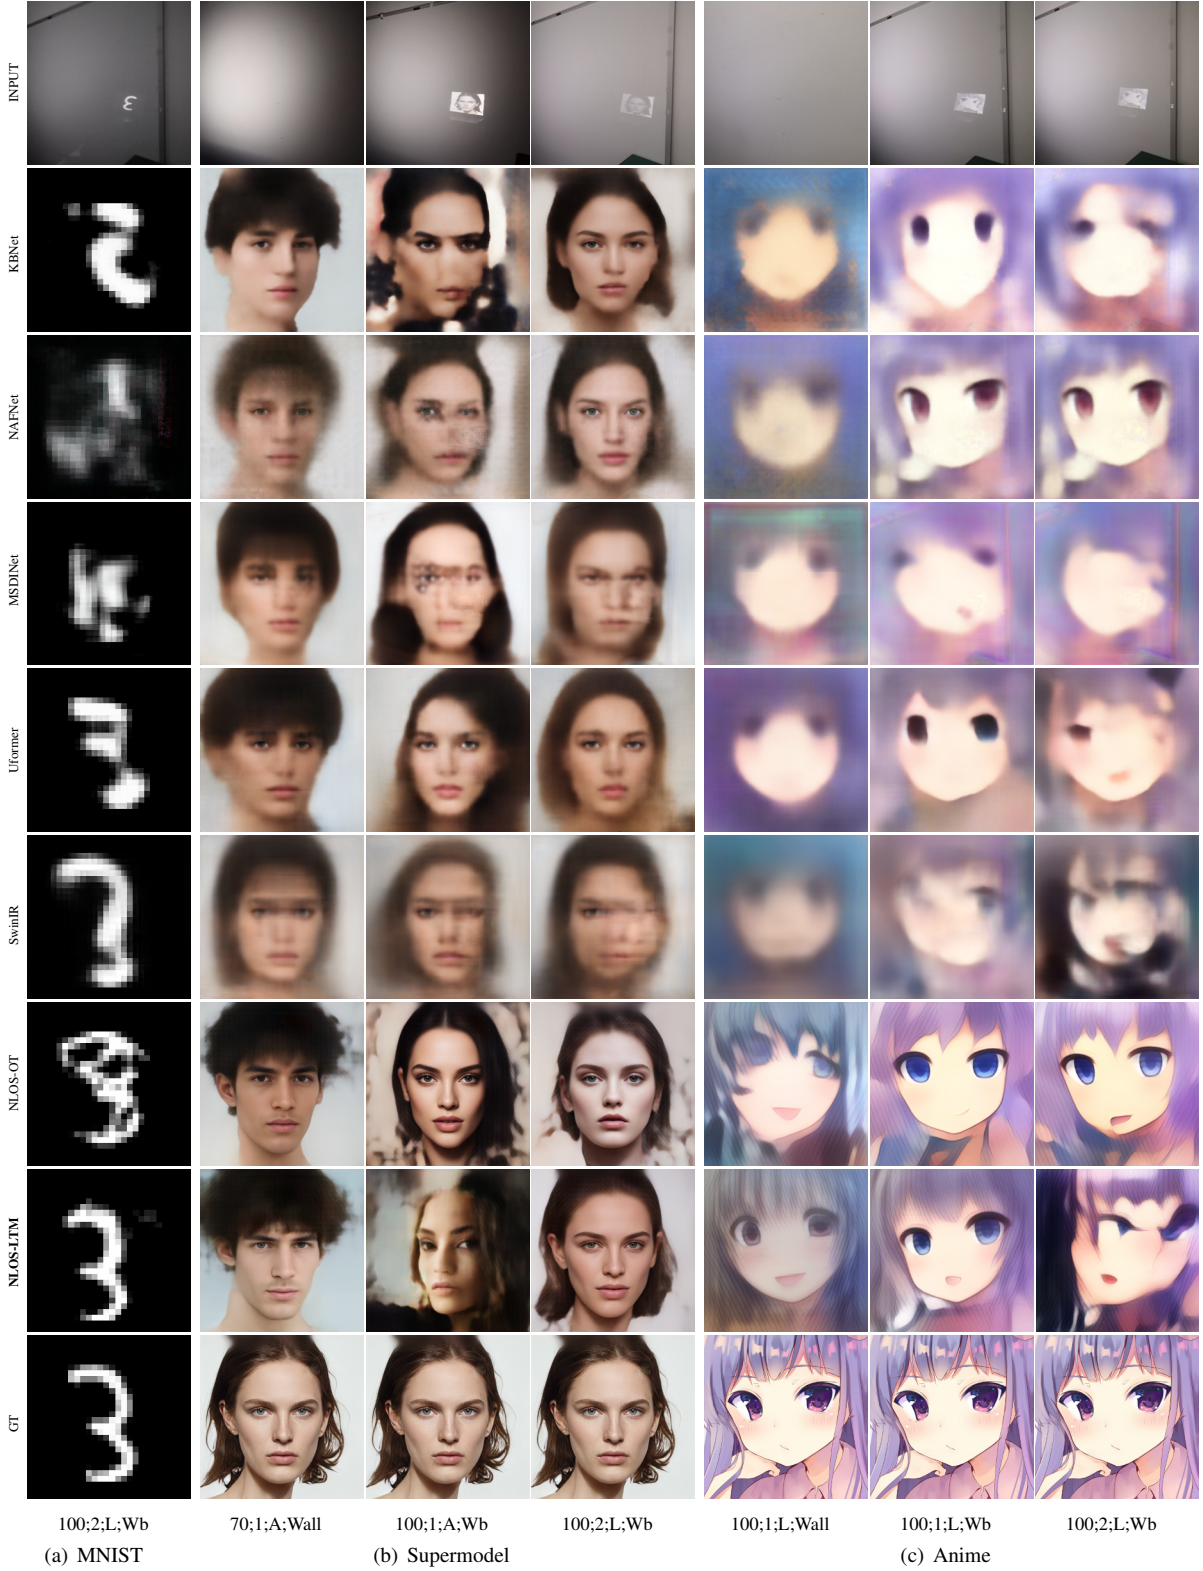 INPUT
KBNet
NAFNet
MSDINet
Uformer
SwinIR
NLOS-OT
NLOS-LTM
GT
100;2;L;Wb
70;1;A;Wall
100;1;A;Wb
100;2;L;Wb
100;1;L;Wall
100;1;L;Wb
100;2;L;Wb
(a) MNIST
(b) Supermodel
(c) Anime